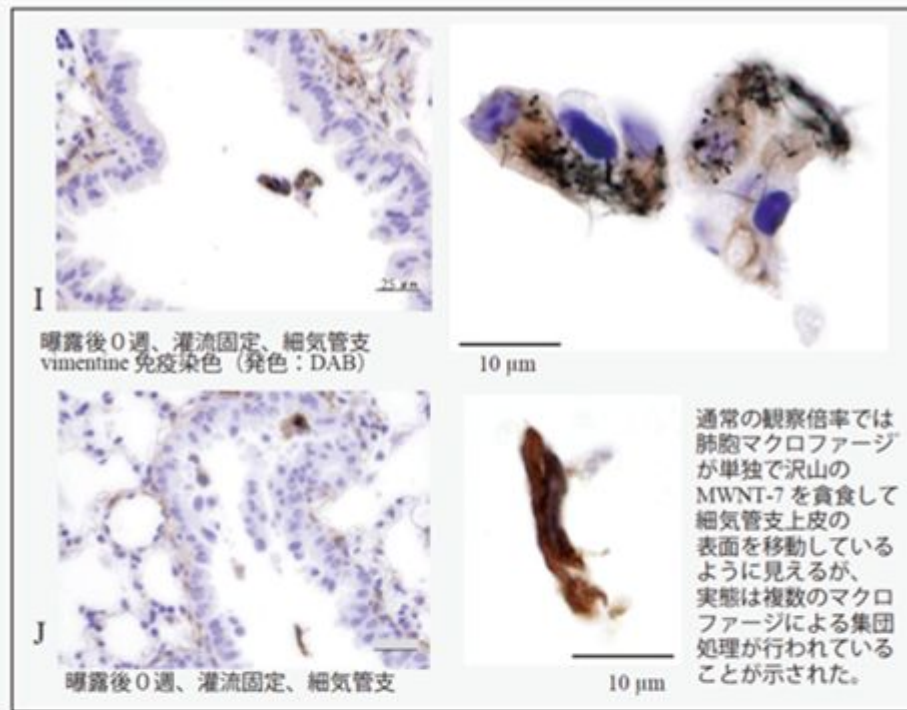 25 μm
I
曝露後０週、灌流固定、細気管支
vimentine 免疫染色（発色：DAB）
10 μm
J
曝露後０週、灌流固定、細気管支
10 μm
通常の観察倍率では
肺胞マクロファージ
が単独で沢山の
MWNT-7 を貪食して
細気管支上皮の
表面を移動している
ように見えるが、
実態は複数のマクロ
ファージによる集団
処理が行われている
ことが示された。